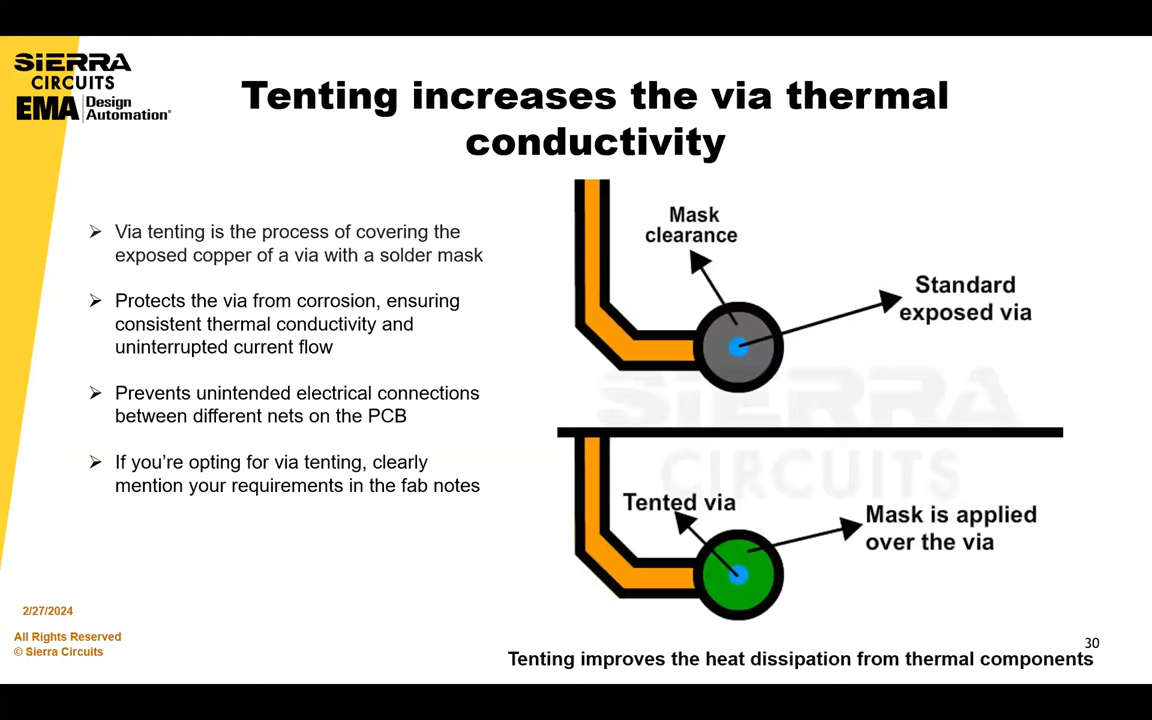 SIERRA
CIRCUITS
EMA Design
Automation®
Tenting increases the via thermal
conductivity
➢ Via tenting is the process of covering the
exposed copper of a via with a solder mask
➢ Protects the via from corrosion, ensuring
consistent thermal conductivity and
uninterrupted current flow
➢ Prevents unintended electrical connections
between different nets on the PCB
➢ If you’re opting for via tenting, clearly
mention your requirements in the fab notes
Mask
clearance
Standard
exposed via
SIERRA
CIRCUITS
Tented via
Mask is applied
over the via
2/27/2024
All Rights Reserved
© Sierra Circuits
30
Tenting improves the heat dissipation from thermal components